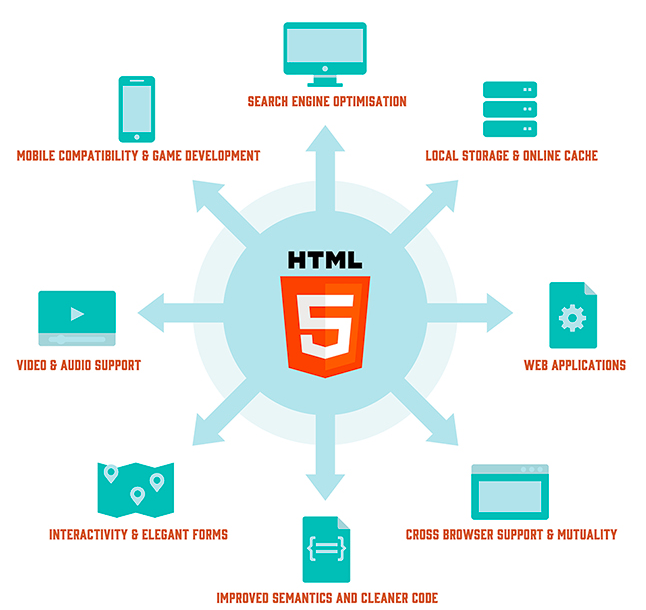 SEARCH ENGINE OPTIMISATION
MOBILE COMPATIBILITY & GAME DEVELOPMENT
LOCAL STORAGE & ONLINE CACHE
HTML
5
VIDEO & AUDIO SUPPORT
WEB APPLICATIONS
INTERACTIVITY & ELEGANT FORMS
CROSS BROWSER SUPPORT & MUTUALITY
{=}
IMPROVED SEMANTICS AND CLEANER CODE